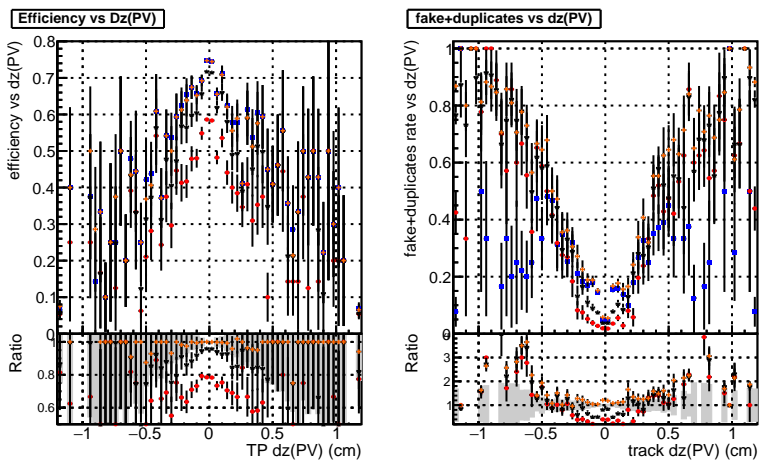 Efficiency vs Dz(PV)
efficiency vs dz(PV)
0.8
0.7
0.6
0.5
0.4
0.3
0.2
0.1
0
Ratio
1
0.8
0.6
−1 −0.5 0 0.5 1
TP dz(PV) (cm)
fake+duplicates vs dz(PV)
fake+duplicates rate vs dz(PV)
1
0.8
0.6
0.4
0.2
0
Ratio
3
2
1
−1 −0.5 0 0.5 1
track dz(PV) (cm)